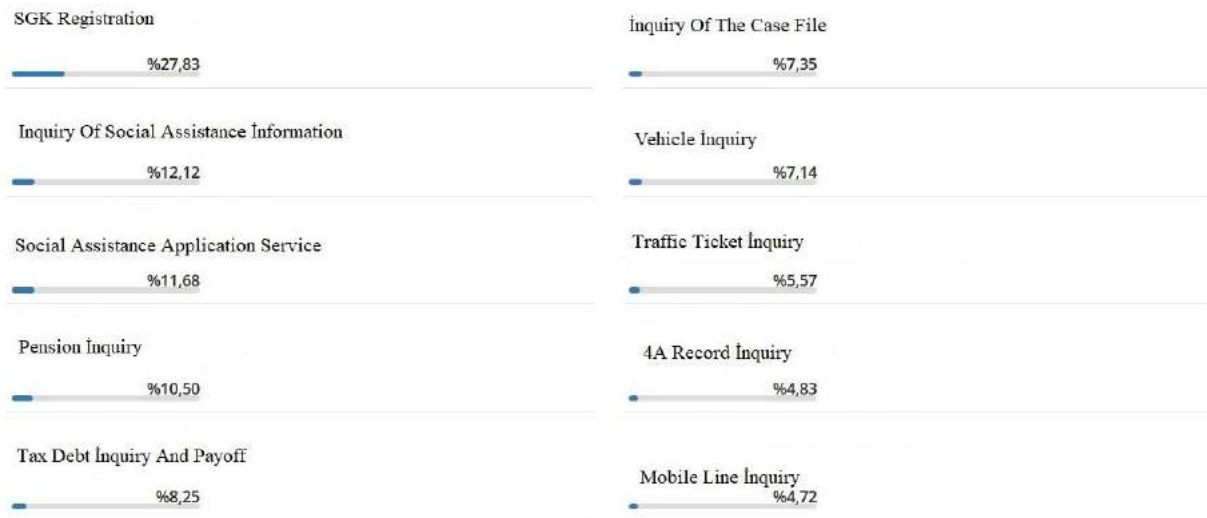 SGK Registration
%27,83
Inquiry Of Social Assistance İnformation
%12,12
Social Assistance Application Service
%11,68
Pension İnquiry
%10,50
Tax Debt İnquiry And Payoff
%8,25
İnquiry Of The Case File
%7,35
Vehicle İnquiry
%7,14
Traffic Ticket İnquiry
%5,57
4A Record İnquiry
%4,83
Mobile Line İnquiry
%4,72